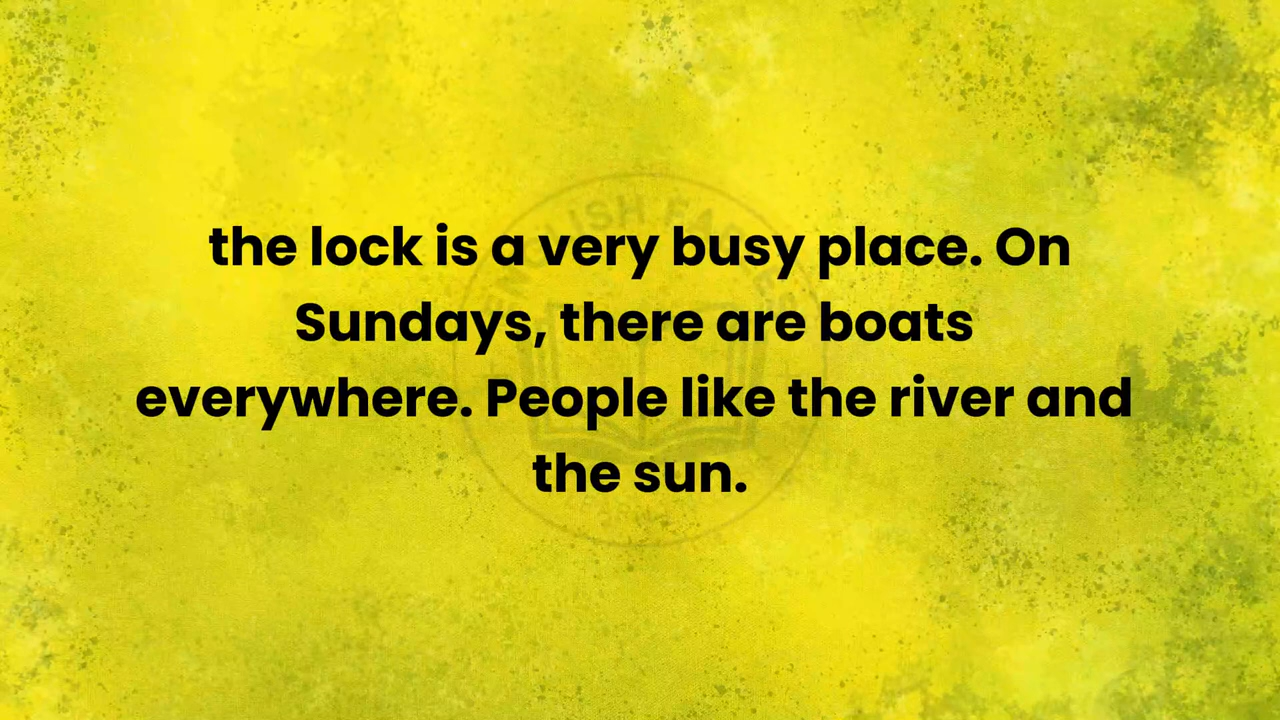 the lock is a very busy place. On
Sundays, there are boats
everywhere. People like the river and
the sun.